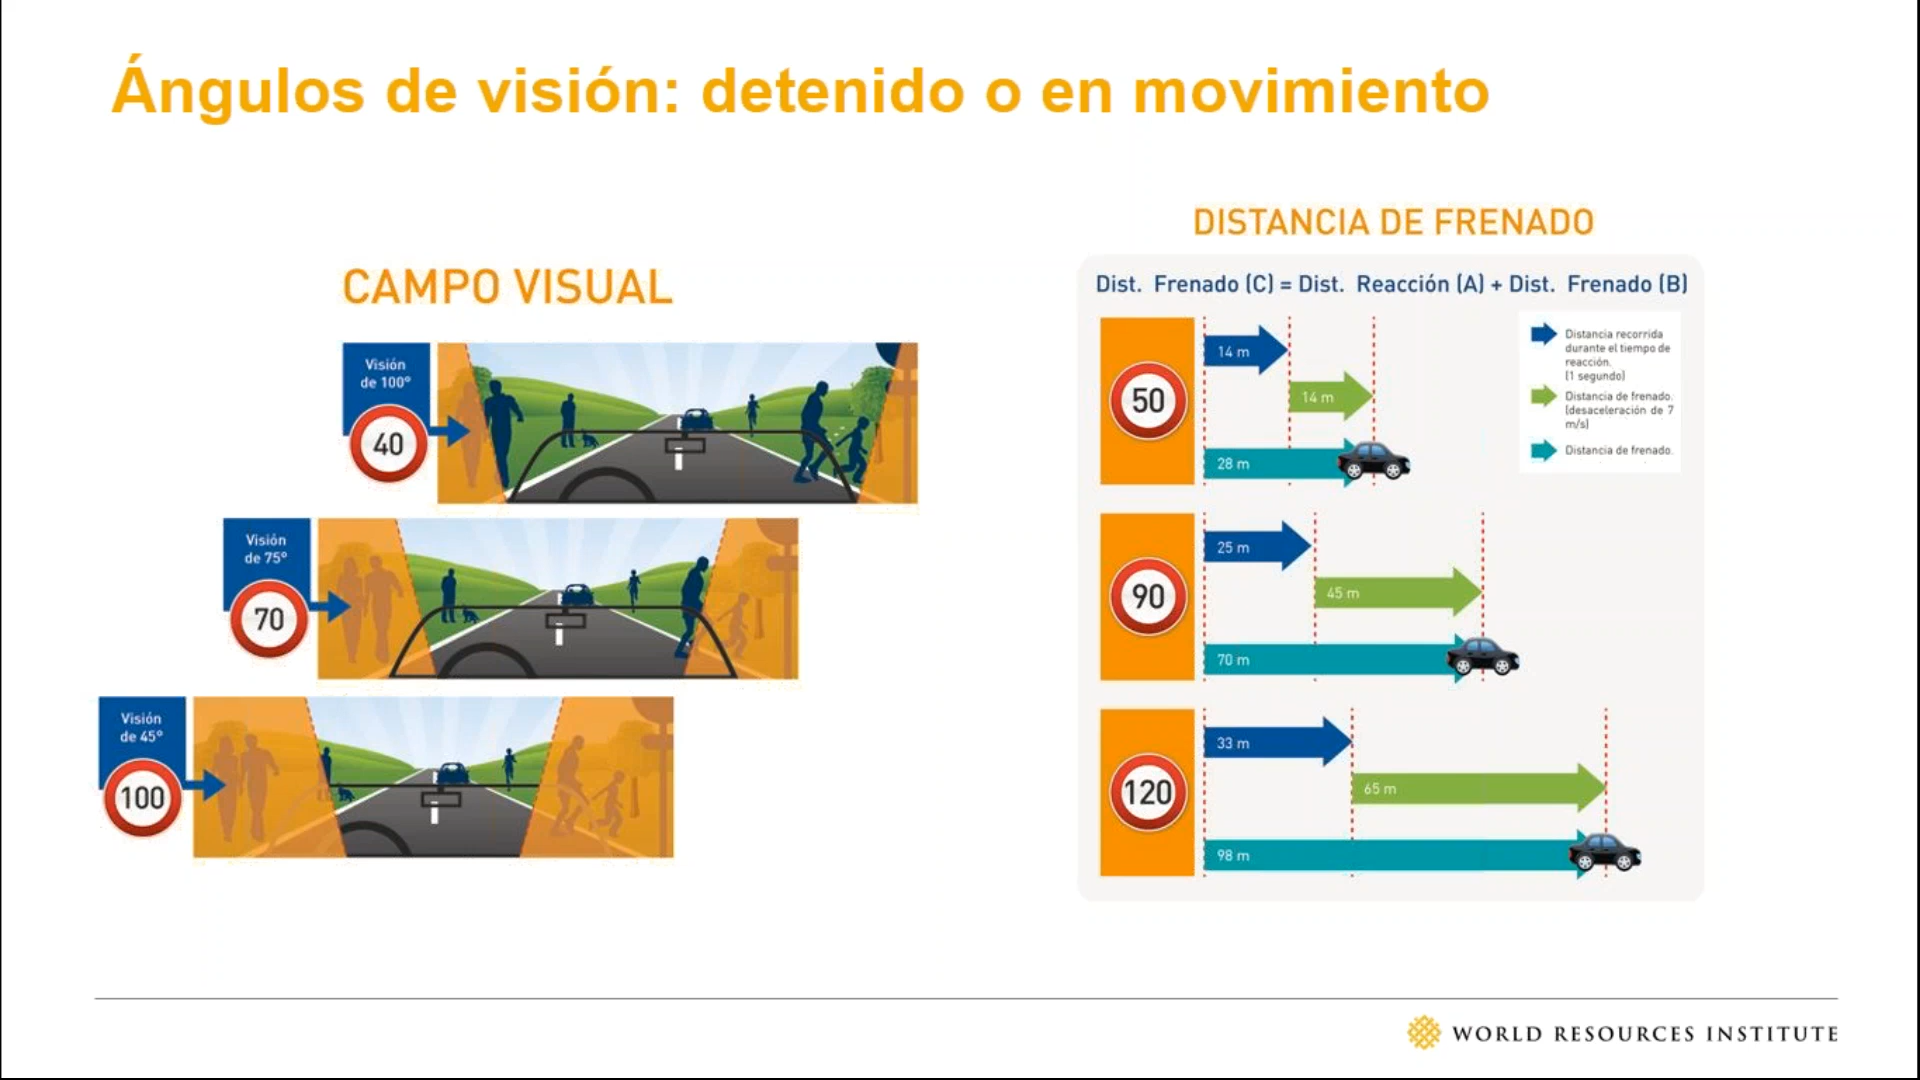 Ángulos de visión: detenido o en movimiento
CAMPO VISUAL
Visión
de 100°
40
Visión
de 75°
70
Visión
de 45°
100
DISTANCIA DE FRENADO
Dist. Frenado (C) = Dist. Reacción (A) + Dist. Frenado (B)
50
14 m
14 m
28 m
Distancia recorrida
durante el tiempo de
reacción.
(1 segundo)
Distancia de frenado.
(desaceleración de 7
m/s)
Distancia de frenado.
90
25 m
45 m
70 m
120
33 m
65 m
98 m
WORLD RESOURCES INSTITUTE